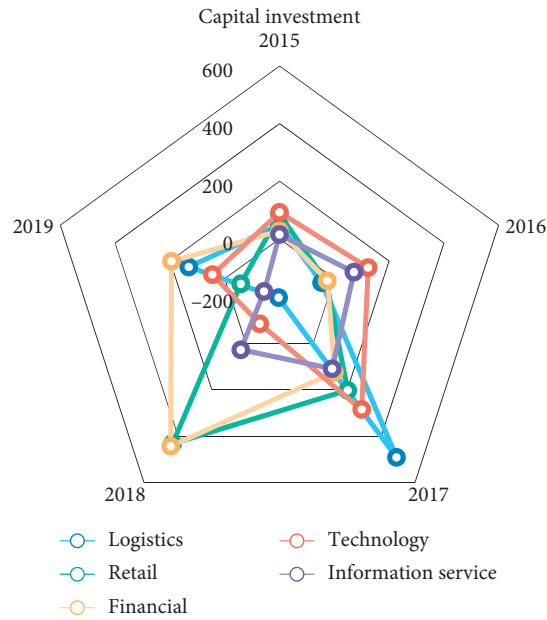 Capital investment
2015
600
400
200
0
–200
2016
2017
2018
2019
Logistics
Retail
Financial
Technology
Information service